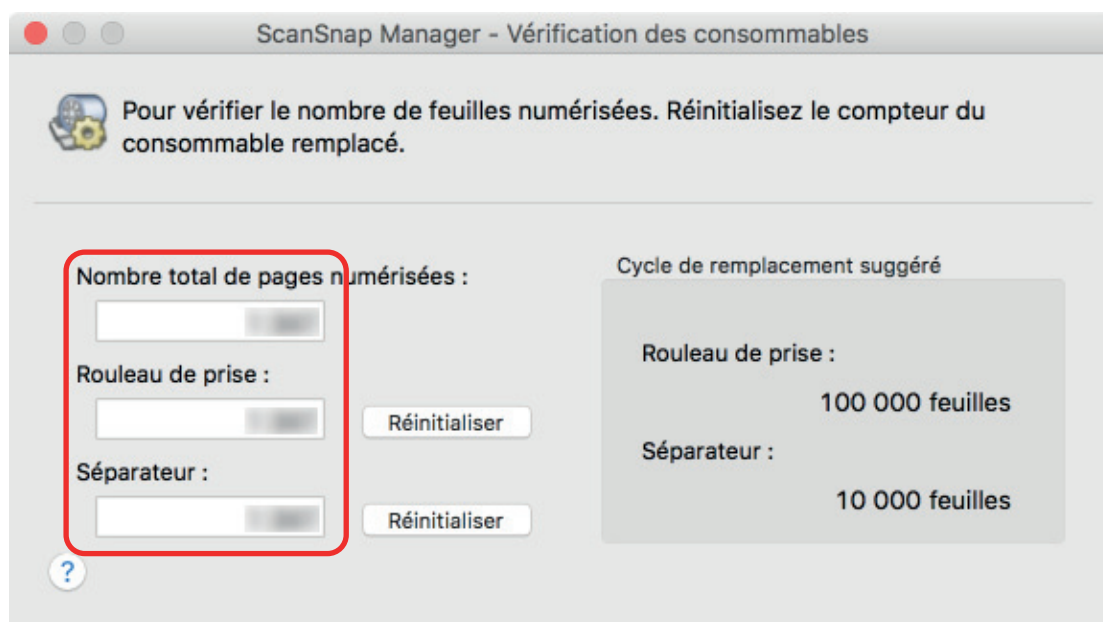 ScanSnap Manager - Vérification des consommables
Pour vérifier le nombre de feuilles numérisées. Réinitialisez le compteur du
consommable remplacé.
Nombre total de pages numérisées :
Rouleau de prise :
Réinitialiser
Séparateur :
Réinitialiser
?
Cycle de remplacement suggéré
Rouleau de prise :
100 000 feuilles
Séparateur :
10 000 feuilles